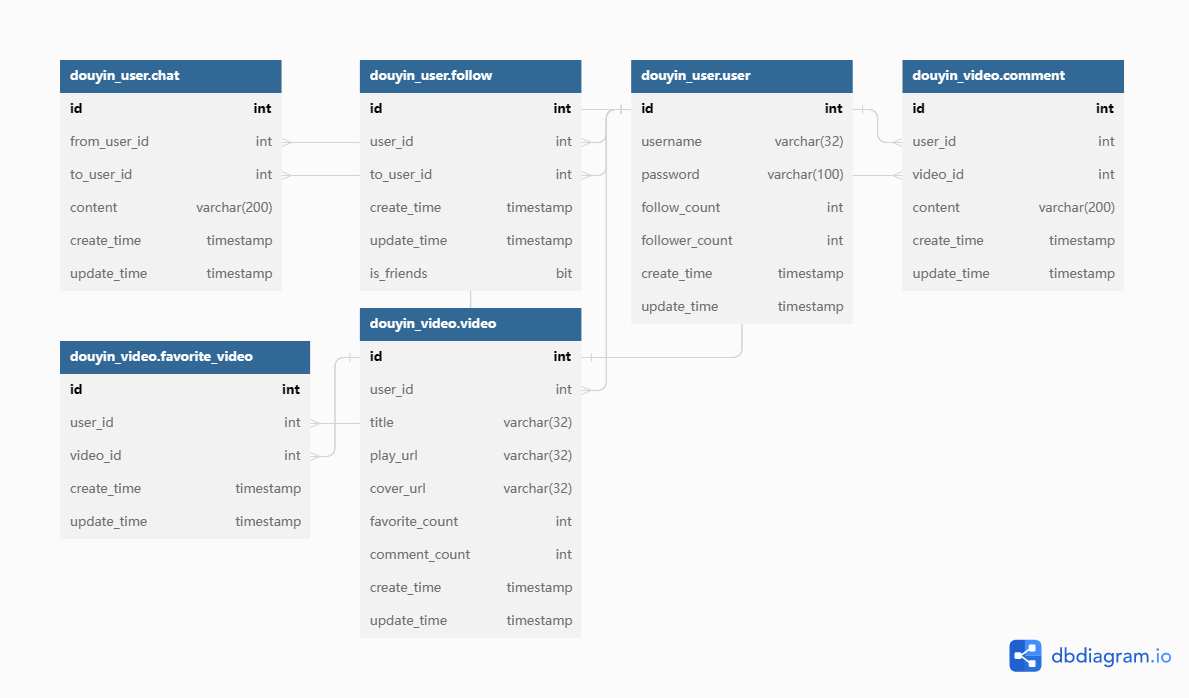 douyin_user.chat
id int
from_user_id int
to_user_id int
content varchar(200)
create_time timestamp
update_time timestamp
douyin_user.follow
id int
user_id int
to_user_id int
create_time timestamp
update_time timestamp
is_friends bit
douyin_user.user
id int
username varchar(32)
password varchar(100)
follow_count int
follower_count int
create_time timestamp
update_time timestamp
douyin_video.comment
id int
user_id int
video_id int
content varchar(200)
create_time timestamp
update_time timestamp
douyin_video.favorite_video
id int
user_id int
video_id int
create_time timestamp
update_time timestamp
douyin_video.video
id int
user_id int
title varchar(32)
play_url varchar(32)
cover_url varchar(32)
favorite_count int
comment_count int
create_time timestamp
update_time timestamp
dbdiagram.io